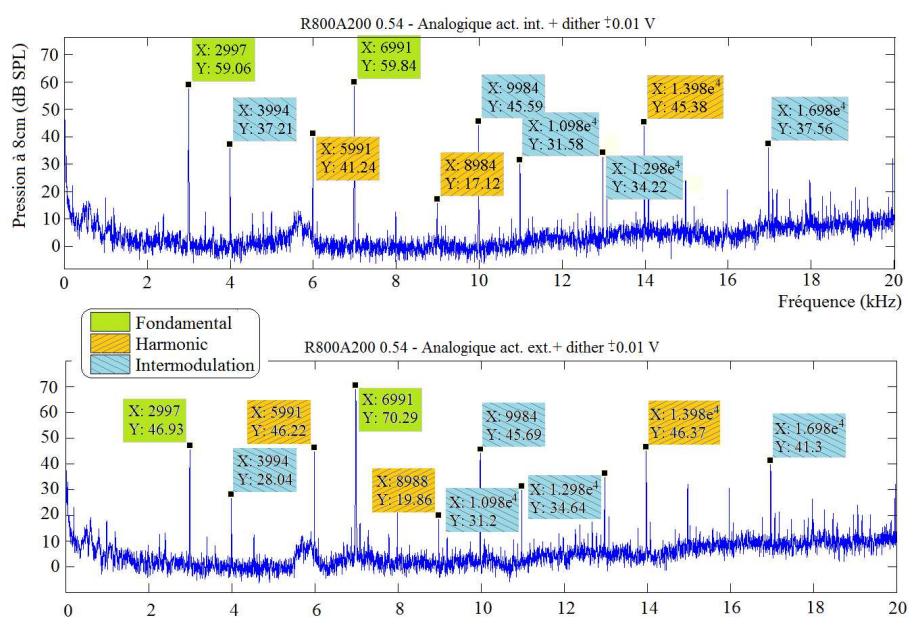 R800A200 0.54 - Analogique act. int. + dither ±0.01 V
Pression à 8cm (dB SPL)
70
60
50
40
30
20
10
0
X: 2997
Y: 59.06
X: 3994
Y: 37.21
X: 5991
Y: 41.24
X: 6991
Y: 59.84
X: 8984
Y: 17.12
X: 9984
Y: 45.59
X: 1.098e⁴
Y: 31.58
X: 1.298e⁴
Y: 34.22
X: 1.398e⁴
Y: 45.38
X: 1.698e⁴
Y: 37.56
0 2 4 6 8 10 12 14 16 18 20
Fréquence (kHz)
Fondamental
Harmonic
Intermodulation
R800A200 0.54 - Analogique act. ext.+ dither ±0.01 V
70
60
50
40
30
20
10
0
X: 2997
Y: 46.93
X: 3994
Y: 28.04
X: 5991
Y: 46.22
X: 6991
Y: 70.29
X: 8988
Y: 19.86
X: 9984
Y: 45.69
X: 1.098e⁴
Y: 31.2
X: 1.298e⁴
Y: 34.64
X: 1.398e⁴
Y: 46.37
X: 1.698e⁴
Y: 41.3
0 2 4 6 8 10 12 14 16 18 20